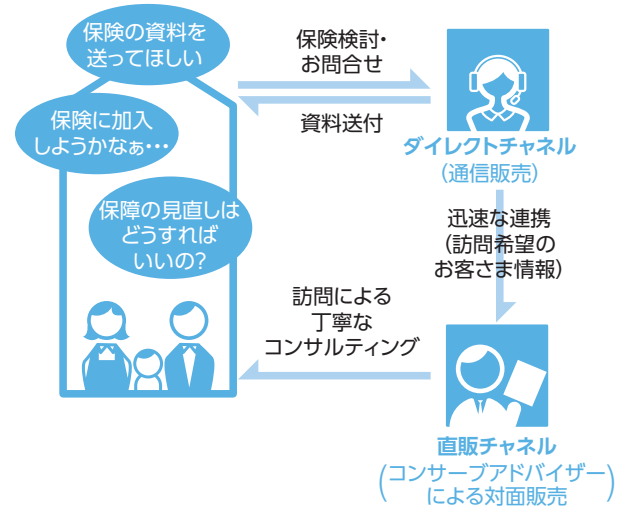 保険の資料を
送ってほしい
保険に加入
しようかなぁ・・・
保障の見直しは
どうすれば
いいの?
保険検討・
お問合せ
資料送付
ダイレクトチャネル
（通信販売）
迅速な連携
（訪問希望の
お客さま情報）
訪問による
丁寧な
コンサルティング
直販チャネル
（コンサーブアドバイザー
による対面販売）